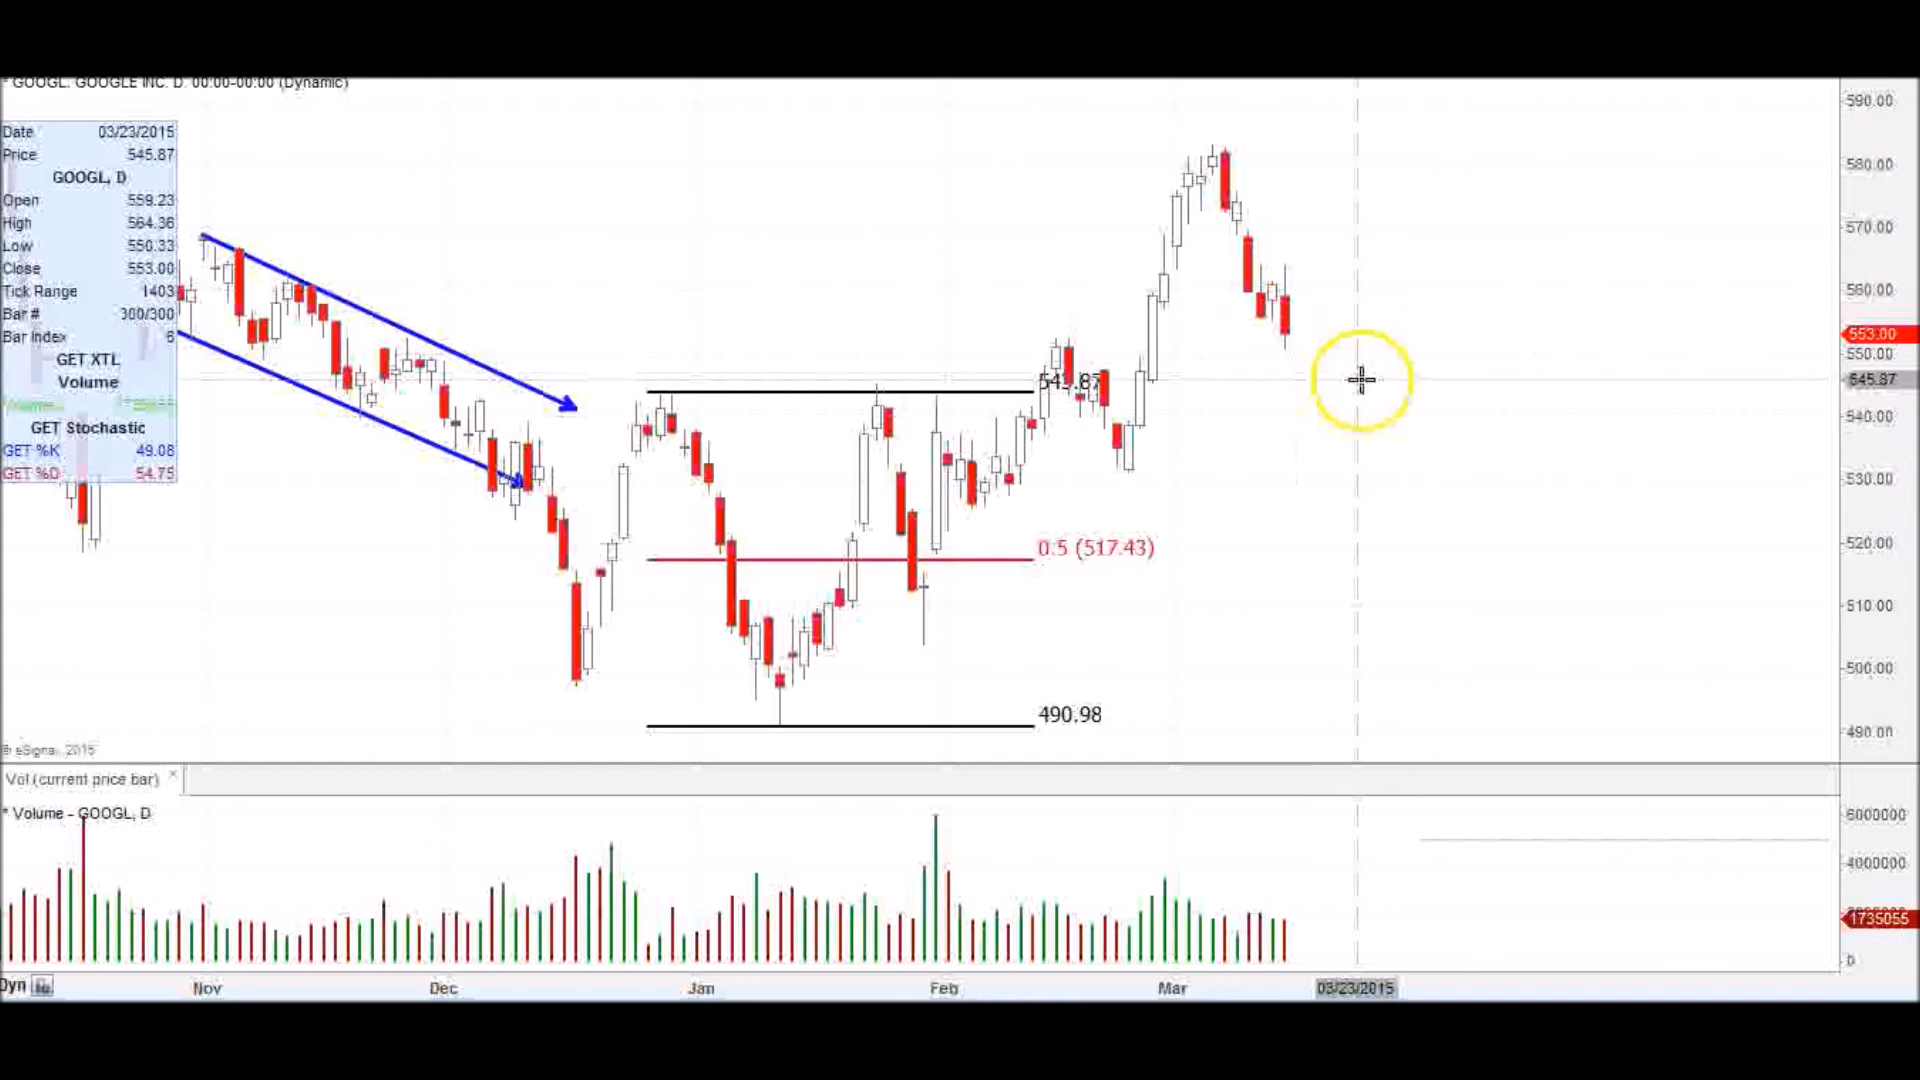 * GOOGL. GOOGLE INC. D. 00:00-00:00 (Dynamic)
Date 03/23/2015
Price 545.87
GOOGL, D
Open 559.23
High 564.36
Low 550.33
Close 553.00
Tick Range 1403
Bar # 300/300
Bar Index 6
GET XTL
Volume
GET Stochastic
GET %K 49.08
GET %D 54.75
590.00
580.00
570.00
560.00
553.00
550.00
545.87
540.00
530.00
520.00
510.00
500.00
490.00
0.5 (517.43)
490.98
© eSignal, 2015
Vol (current price bar) ×
* Volume - GOOGL, D
6000000
4000000
1735055
0
Dyn
Nov
Dec
Jan
Feb
Mar
03/23/2015